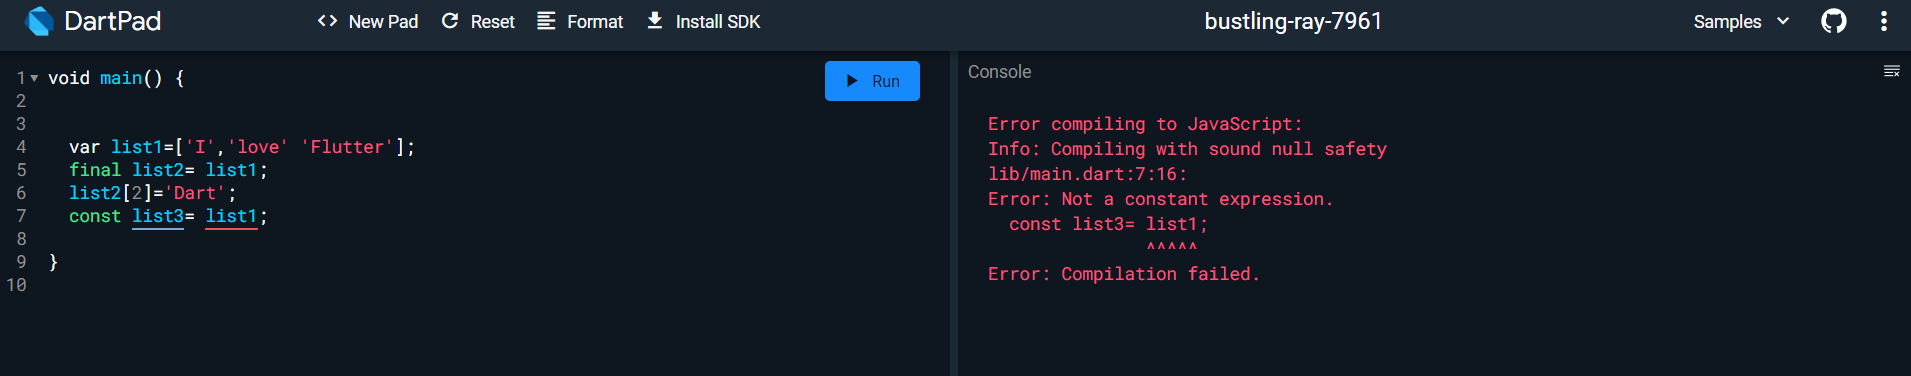 DartPad <> New Pad Reset Format Install SDK bustling-ray-7961 Samples
1 void main() {
2
3
4 var list1=['I','love' 'Flutter'];
5 final list2= list1;
6 list2[2]='Dart';
7 const list3= list1;
8
9 }
10
Run
Console
Error compiling to JavaScript:
Info: Compiling with sound null safety
lib/main.dart:7:16:
Error: Not a constant expression.
const list3= list1;
^^^^^
Error: Compilation failed.